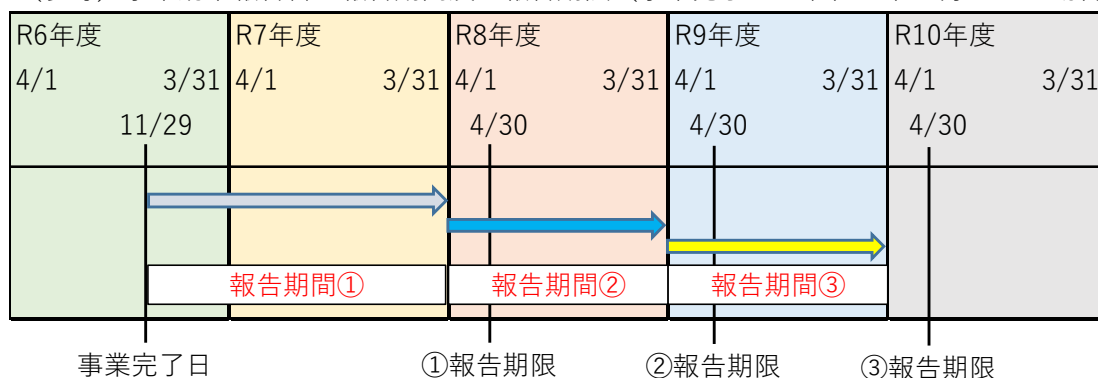 R6年度 R7年度 R8年度 R9年度 R10年度
4/1 3/31 4/1 3/31 4/1 3/31 4/1 3/31 4/1 3/31
11/29 4/30 4/30 4/30
報告期間① 報告期間② 報告期間③
事業完了日 ①報告期限 ②報告期限 ③報告期限